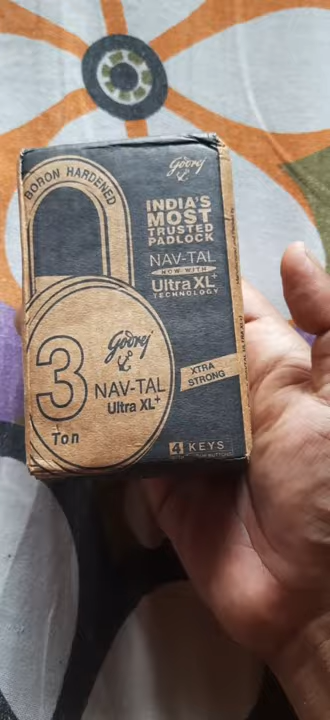 BORON HARDENED
Godrej
INDIA'S
MOST
TRUSTED
PADLOCK
NAV-TAL
NOW WITH
Ultra XL+
TECHNOLOGY
XTRA
STRONG
3
Ton
Godrej
NAV-TAL
Ultra XL+
4 KEYS